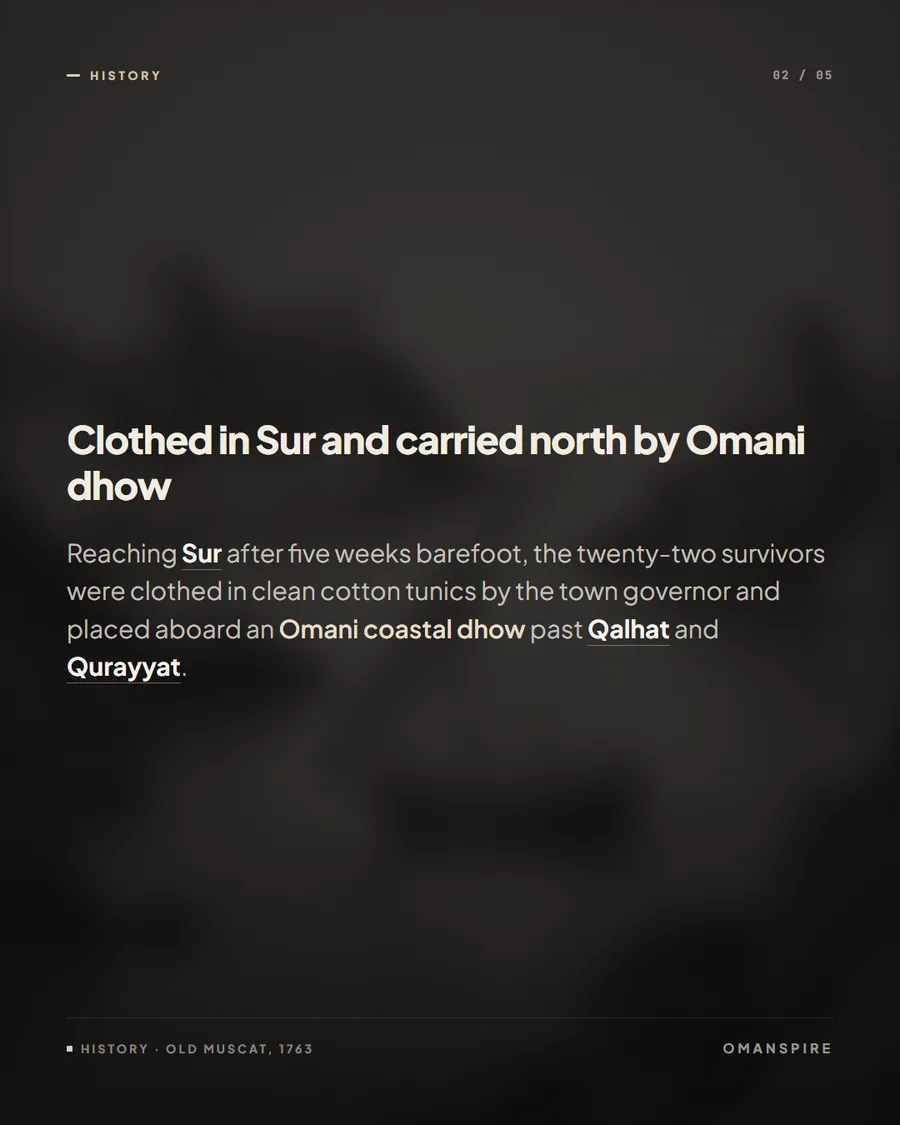 — HISTORY
02 / 05
Clothed in Sur and carried north by Omani
dhow
Reaching Sur after five weeks barefoot, the twenty-two survivors
were clothed in clean cotton tunics by the town governor and
placed aboard an Omani coastal dhow past Qalhat and
Qurayyat.
HISTORY · OLD MUSCAT, 1763
OMANSPIRE